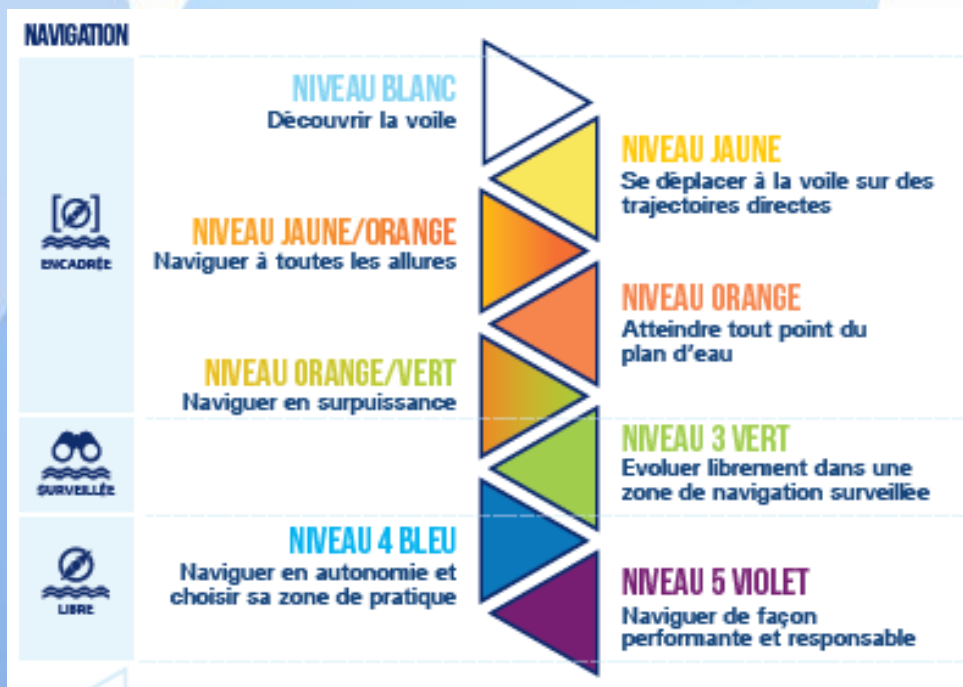 NAVIGATION
NIVEAU BLANC
Découvrir la voile
NIVEAU JAUNE
Se déplacer à la voile sur des
trajectoires directes
ENCADRÉE
NIVEAU JAUNE/ORANGE
Naviguer à toutes les allures
NIVEAU ORANGE
Atteindre tout point du
plan d'eau
NIVEAU ORANGE/VERT
Naviguer en surpuissance
SURVEILLÉE
NIVEAU 3 VERT
Evoluer librement dans une
zone de navigation surveillée
LIBRE
NIVEAU 4 BLEU
Naviguer en autonomie et
choisir sa zone de pratique
NIVEAU 5 VIOLET
Naviguer de façon
performante et responsable